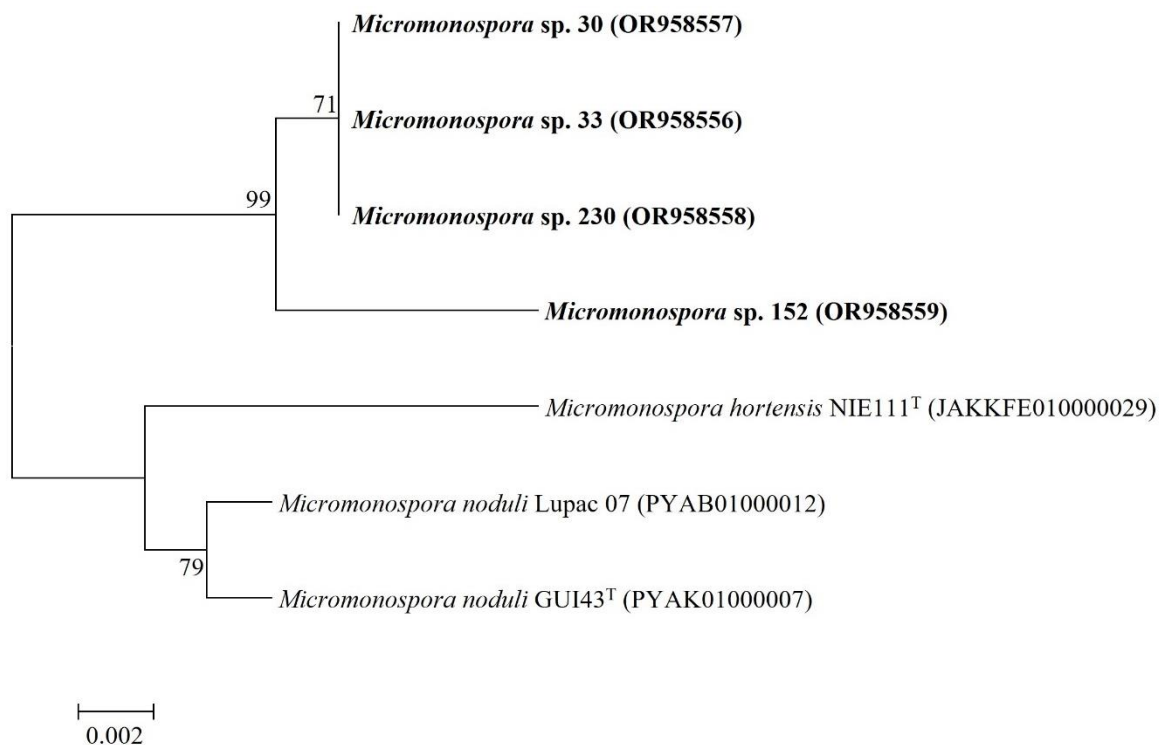 Micromonospora sp. 30 (OR958557)
71
Micromonospora sp. 33 (OR958556)
99
Micromonospora sp. 230 (OR958558)
Micromonospora sp. 152 (OR958559)
Micromonospora hortensis NIE111ᵀ (JAKKFE010000029)
Micromonospora noduli Lupac 07 (PYAB01000012)
79
Micromonospora noduli GUI43ᵀ (PYAK01000007)
0.002